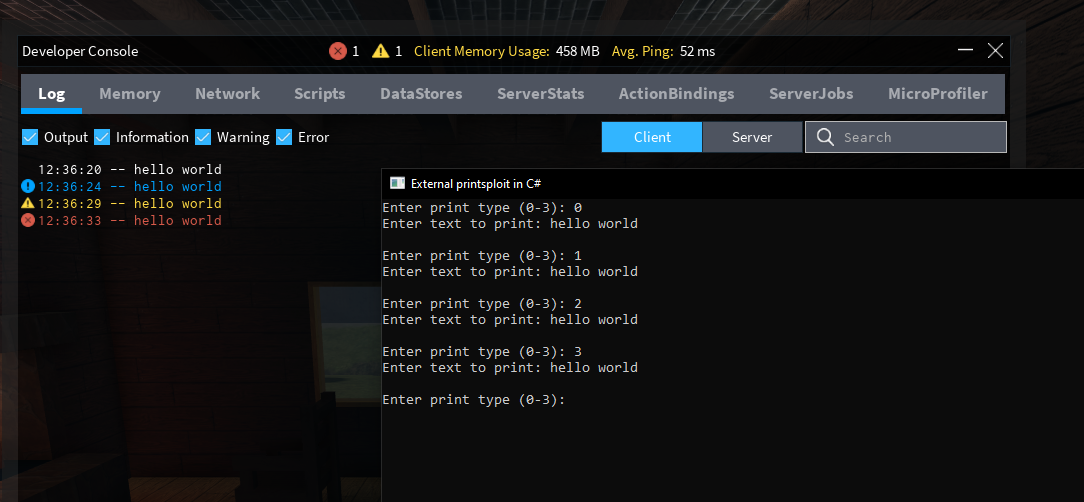 Developer Console 1 1 Client Memory Usage: 458 MB Avg. Ping: 52 ms
Log Memory Network Scripts DataStores ServerStats ActionBindings ServerJobs MicroProfiler
Output Information Warning Error Client Server Search
12:36:20 -- hello world
12:36:24 -- hello world
12:36:29 -- hello world
12:36:33 -- hello world
External printsploit in C#
Enter print type (0-3): 0
Enter text to print: hello world
Enter print type (0-3): 1
Enter text to print: hello world
Enter print type (0-3): 2
Enter text to print: hello world
Enter print type (0-3): 3
Enter text to print: hello world
Enter print type (0-3):